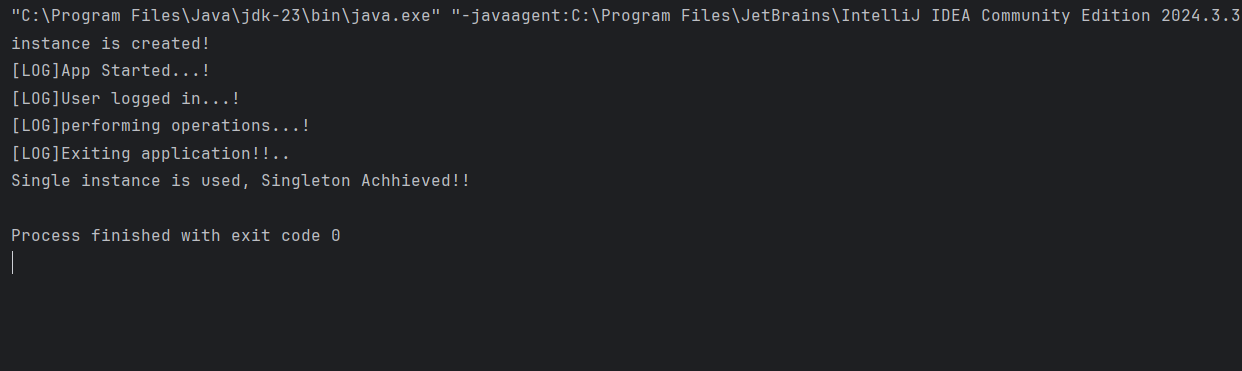 "C:\Program Files\Java\jdk-23\bin\java.exe" "-javaagent:C:\Program Files\JetBrains\IntelliJ IDEA Community Edition 2024.3.3
instance is created!
[LOG]App Started...!
[LOG]User logged in...!
[LOG]performing operations...!
[LOG]Exiting application!!..
Single instance is used, Singleton Achhieved!!
Process finished with exit code 0